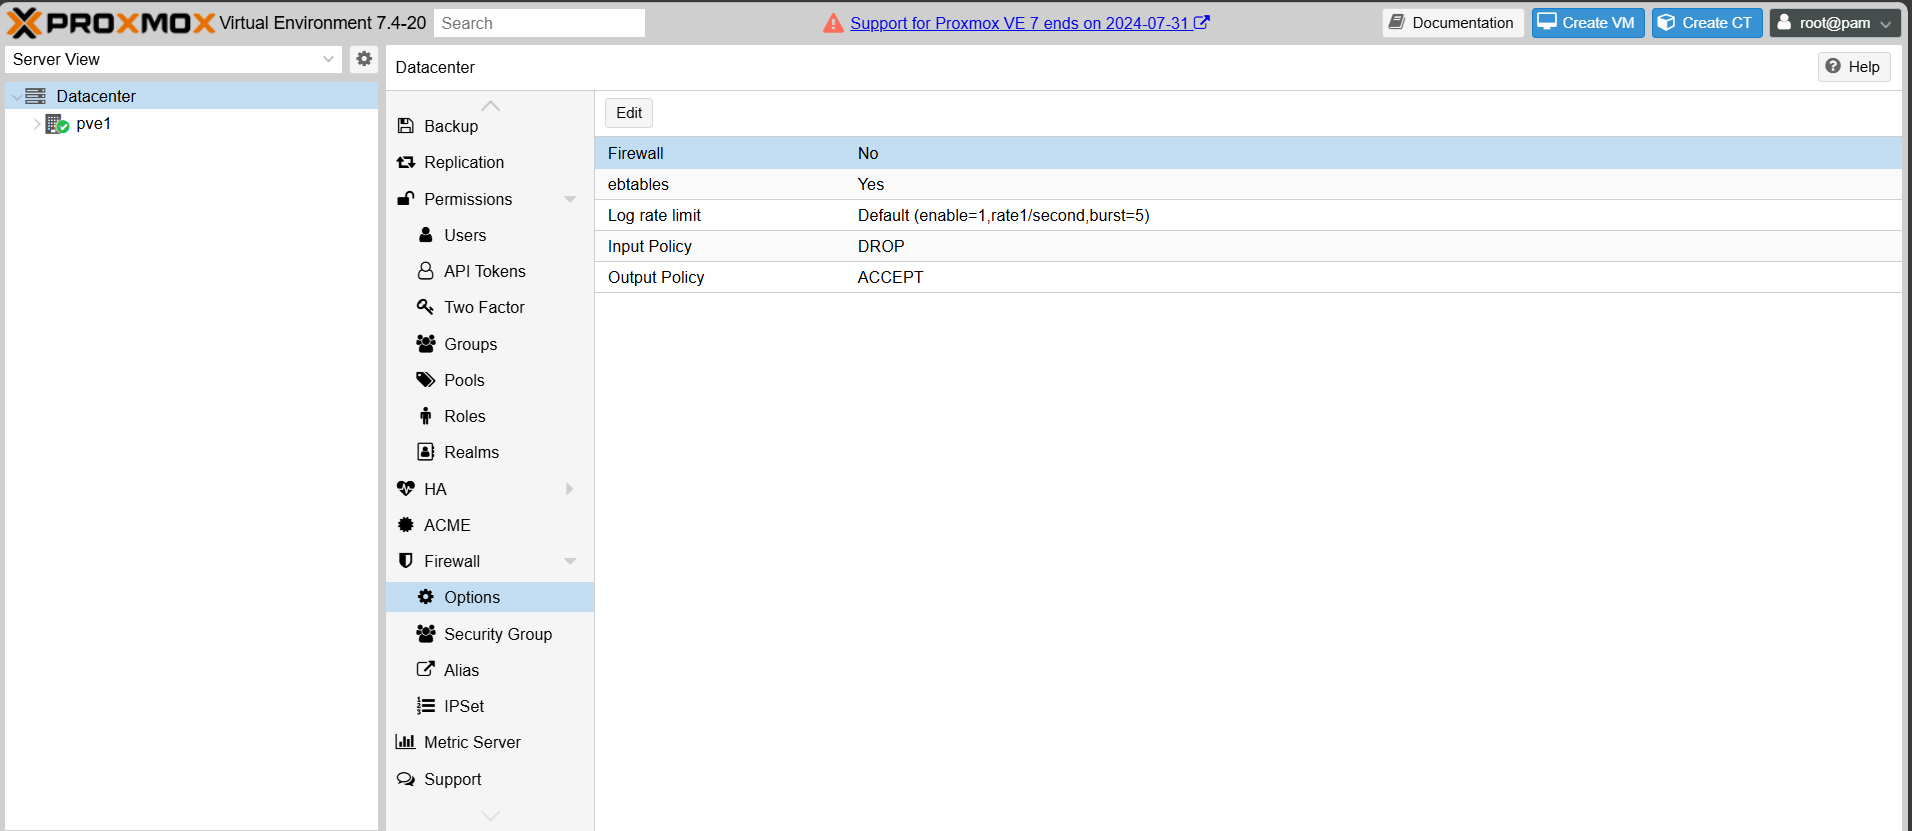 PROXMOX Virtual Environment 7.4-20 Search Support for Proxmox VE 7 ends on 2024-07-31 Documentation Create VM Create CT root@pam
Server View
Datacenter
pve1
Datacenter Help
Backup
Replication
Permissions
Users
API Tokens
Two Factor
Groups
Pools
Roles
Realms
HA
ACME
Firewall
Options
Security Group
Alias
IPSet
Metric Server
Support
Edit
Firewall No
ebtables Yes
Log rate limit Default (enable=1,rate1/second,burst=5)
Input Policy DROP
Output Policy ACCEPT